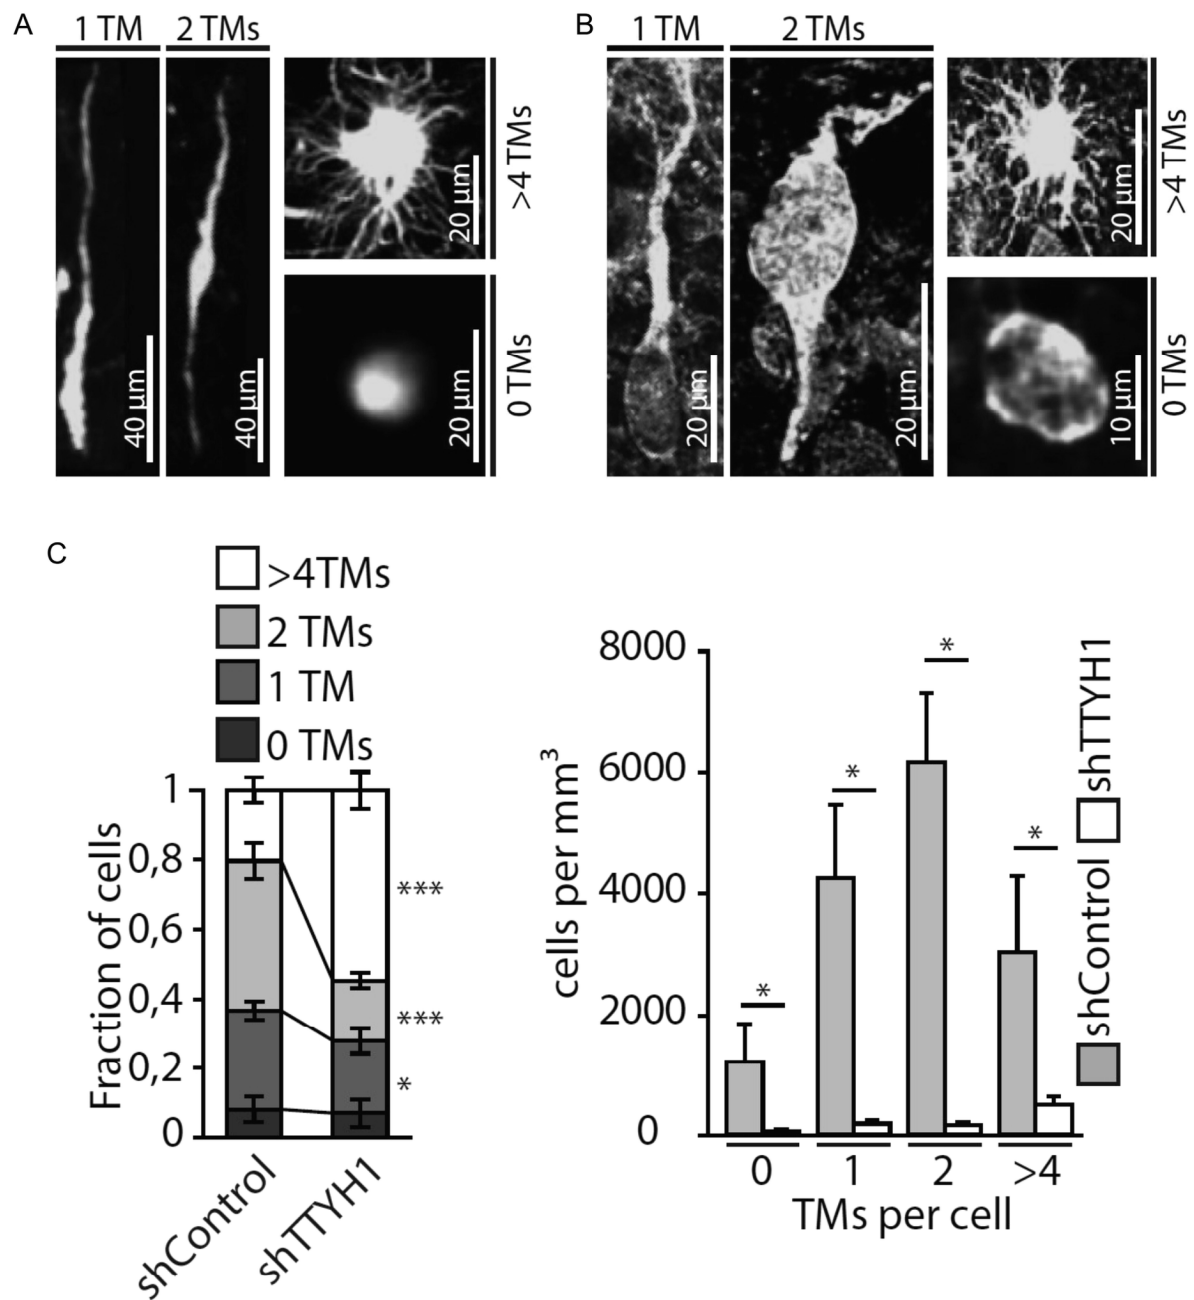 A
1 TM
2 TMs
40 µm
40 µm
20 µm
>4 TMs
20 µm
0 TMs
B
1 TM
2 TMs
20 µm
20 µm
20 µm
>4 TMs
10 µm
0 TMs
C
>4TMs
2 TMs
1 TM
0 TMs
Fraction of cells
1
0,8
0,6
0,4
0,2
0
***
***
*
shControl
shTTYH1
cells per mm³
8000
6000
4000
2000
0
*
*
*
*
0
1
2
>4
TMs per cell
shControl
shTTYH1